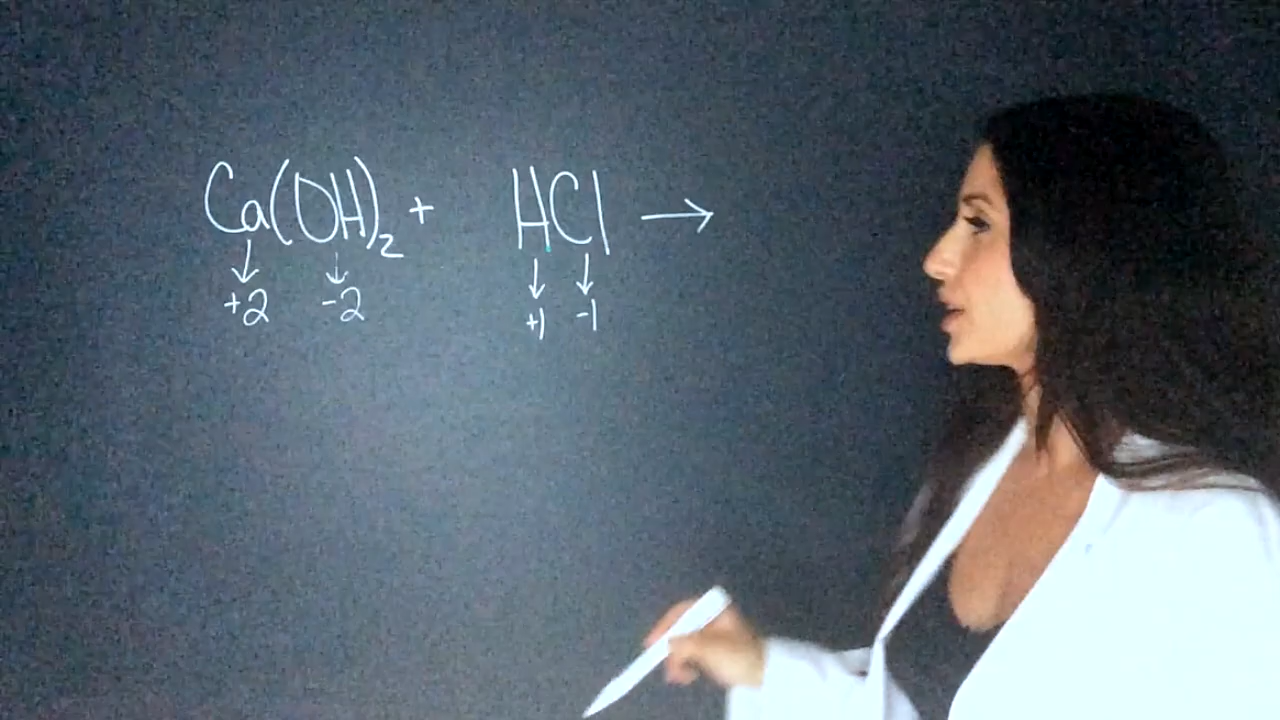 Ca(OH)₂ + HCl →
+2 -2 +1 -1